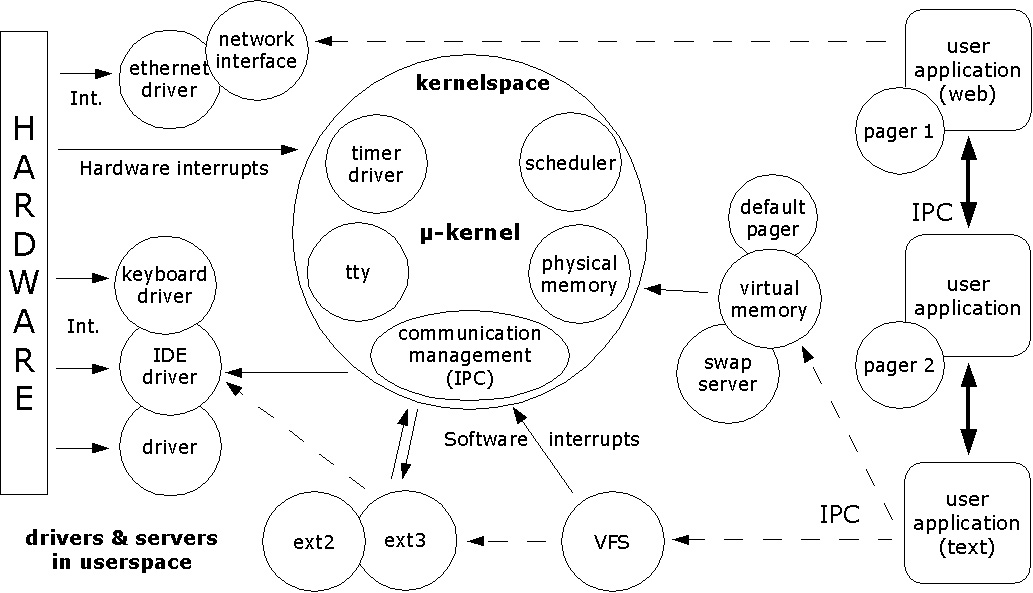 HARDWARE
Int.
ethernet
driver
network
interface
Hardware interrupts
kernelspace
timer
driver
scheduler
µ-kernel
tty
physical
memory
communication
management
(IPC)
keyboard
driver
Int.
IDE
driver
driver
default
pager
virtual
memory
swap
server
user
application
(web)
pager 1
IPC
user
application
pager 2
Software interrupts
drivers & servers
in userspace
ext2
ext3
VFS
IPC
user
application
(text)